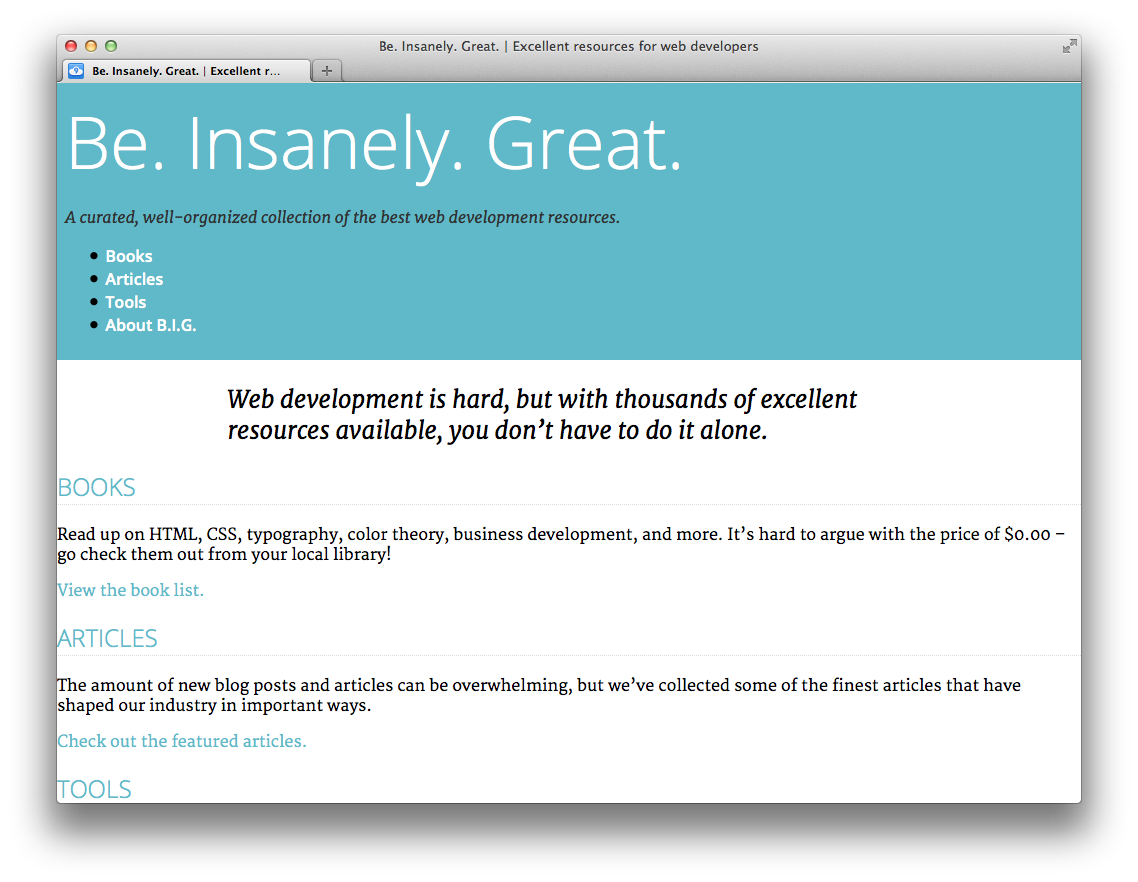 Be. Insanely. Great. | Excellent resources for web developers
Be. Insanely. Great. | Excellent r...
Be. Insanely. Great.
A curated, well-organized collection of the best web development resources.
Books
Articles
Tools
About B.I.G.
Web development is hard, but with thousands of excellent
resources available, you don’t have to do it alone.
BOOKS
Read up on HTML, CSS, typography, color theory, business development, and more. It’s hard to argue with the price of $0.00 –
go check them out from your local library!
View the book list.
ARTICLES
The amount of new blog posts and articles can be overwhelming, but we’ve collected some of the finest articles that have
shaped our industry in important ways.
Check out the featured articles.
TOOLS